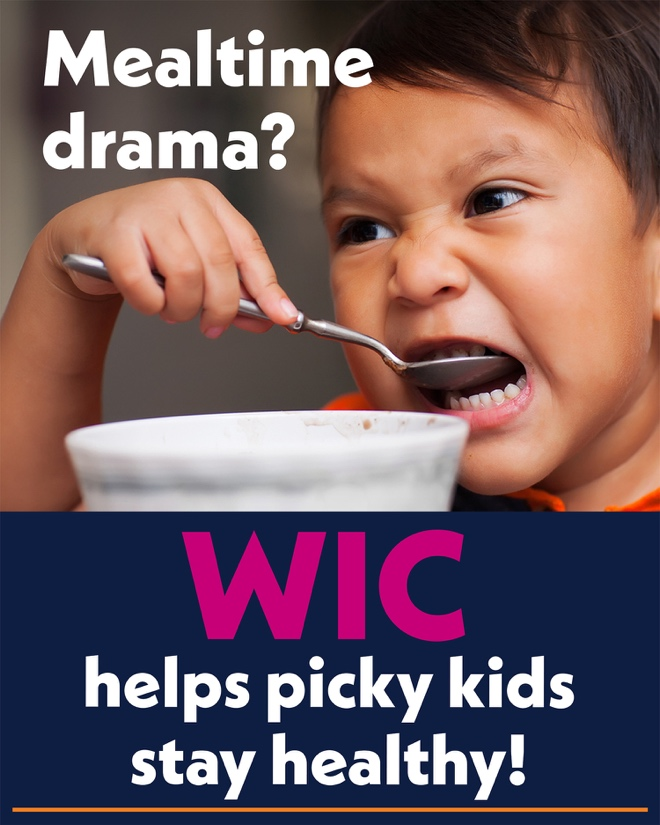 Mealtime
drama?
WIC
helps picky kids
stay healthy!